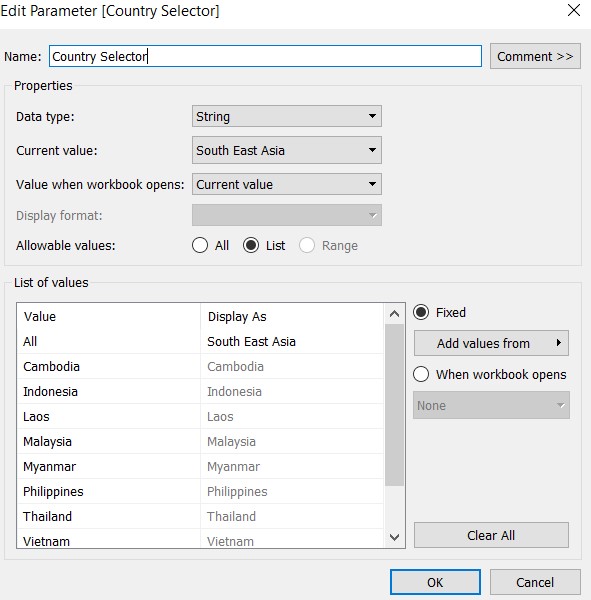 Edit Parameter [Country Selector]
Name: Country Selector Comment >>
Properties
Data type: String
Current value: South East Asia
Value when workbook opens: Current value
Display format:
Allowable values: All List Range
List of values
Value Display As Fixed
All South East Asia Add values from
Cambodia Cambodia When workbook opens
Indonesia Indonesia None
Laos Laos
Malaysia Malaysia
Myanmar Myanmar
Philippines Philippines
Thailand Thailand
Vietnam Vietnam Clear All
OK Cancel